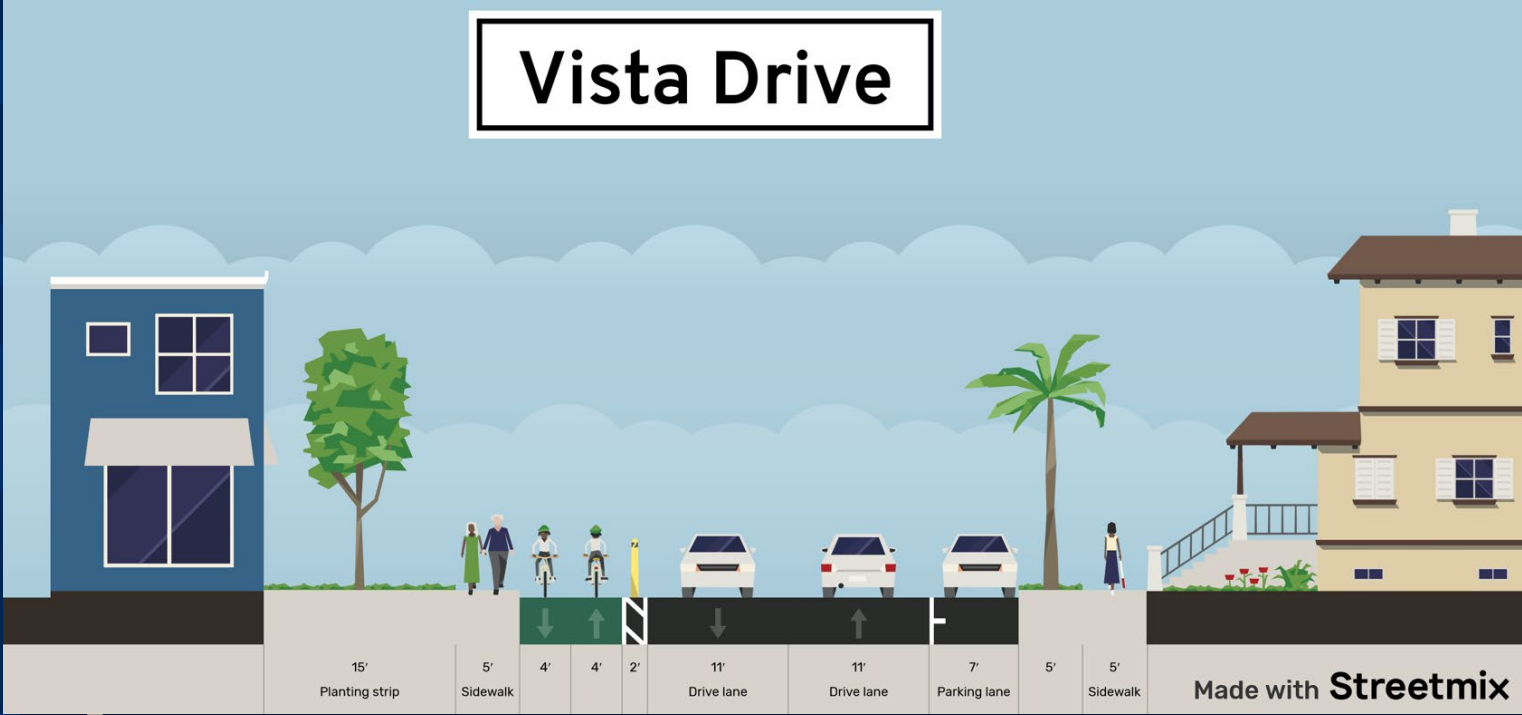 Vista Drive
15′ 5′ 4′ 4′ 2′ 11′ 11′ 7′ 5′ 5′
Planting strip Sidewalk Drive lane Drive lane Parking lane Sidewalk
Made with Streetmix